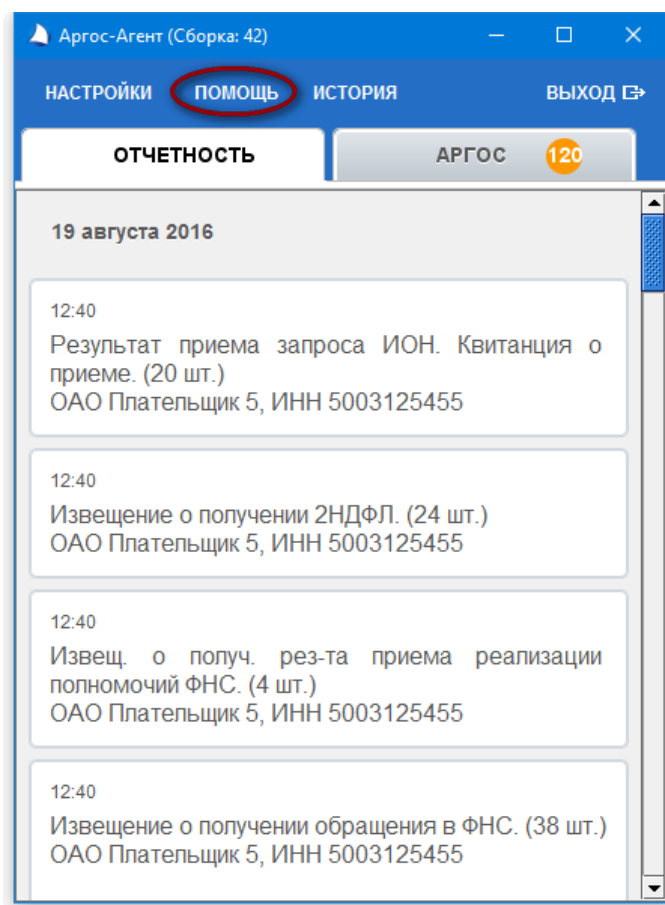 Аргос-Агент (Сборка: 42)
НАСТРОЙКИ ПОМОЩЬ ИСТОРИЯ ВЫХОД
ОТЧЕТНОСТЬ АРГОС 120
19 августа 2016
12:40
Результат приема запроса ИОН. Квитанция о
приеме. (20 шт.)
ОАО Плательщик 5, ИНН 5003125455
12:40
Извещение о получении 2НДФЛ. (24 шт.)
ОАО Плательщик 5, ИНН 5003125455
12:40
Извещ. о получ. рез-та приема реализации
полномочий ФНС. (4 шт.)
ОАО Плательщик 5, ИНН 5003125455
12:40
Извещение о получении обращения в ФНС. (38 шт.)
ОАО Плательщик 5, ИНН 5003125455